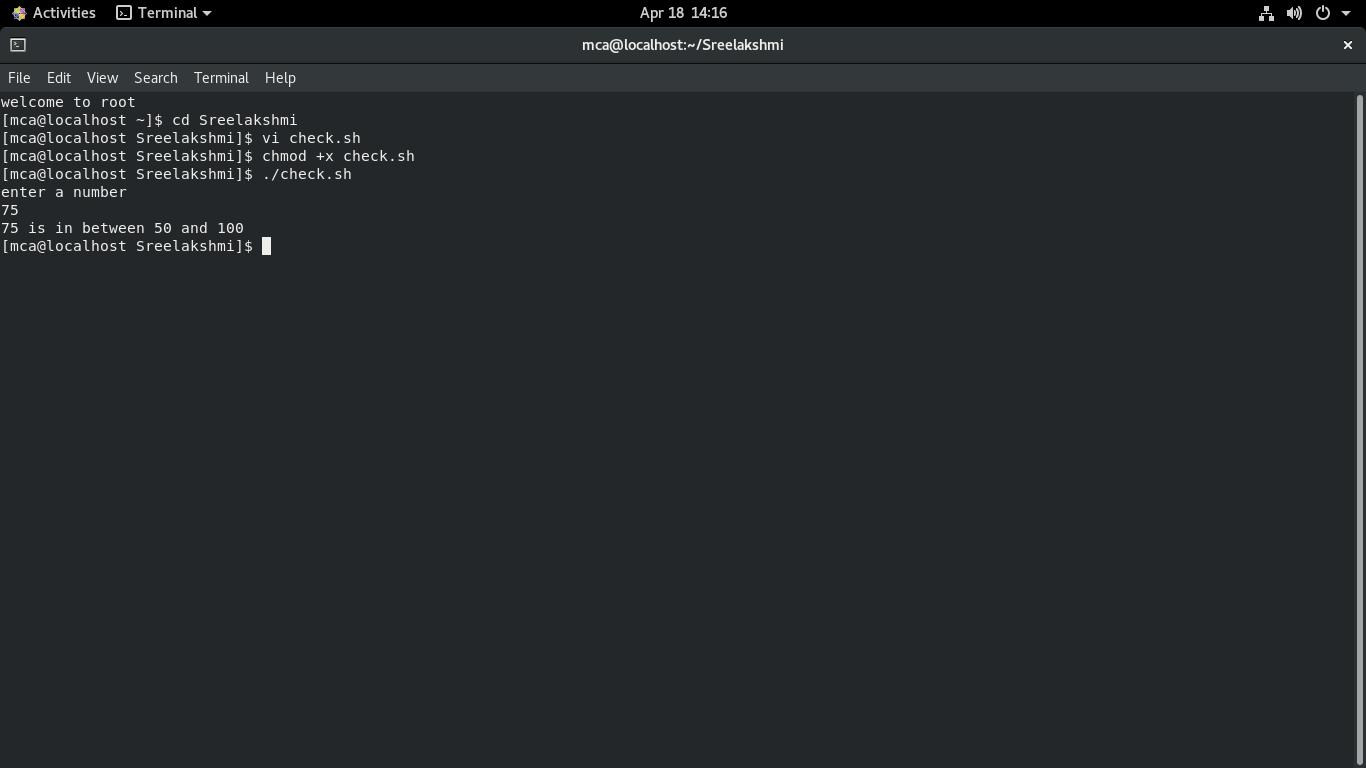 Activities Terminal Apr 18 14:16
mca@localhost:~/Sreelakshmi
File Edit View Search Terminal Help
welcome to root
[mca@localhost ~]$ cd Sreelakshmi
[mca@localhost Sreelakshmi]$ vi check.sh
[mca@localhost Sreelakshmi]$ chmod +x check.sh
[mca@localhost Sreelakshmi]$ ./check.sh
enter a number
75
75 is in between 50 and 100
[mca@localhost Sreelakshmi]$